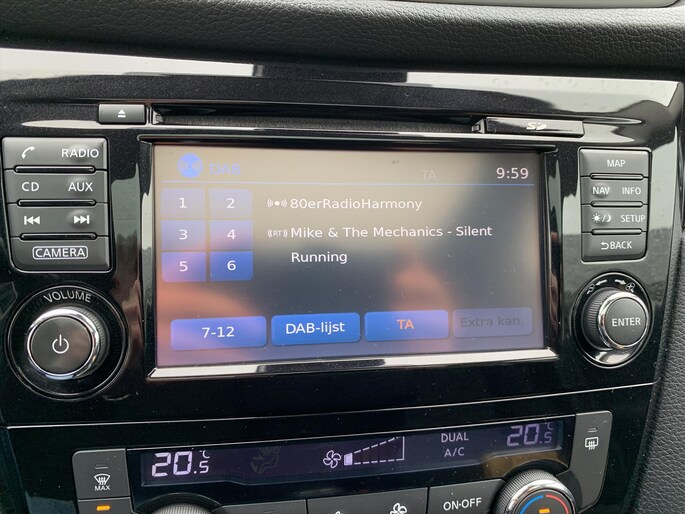 RADIO
CD AUX
CAMERA
VOLUME
SD
TA 9:59
1 2 80erRadioHarmony
3 4 (RT) Mike & The Mechanics - Silent
Running
5 6
7-12 DAB-lijst TA Extra kan.
MAP
NAV INFO
SETUP
BACK
ENTER
20.5°C
DUAL
A/C
20.5°C
MAX
ON·OFF